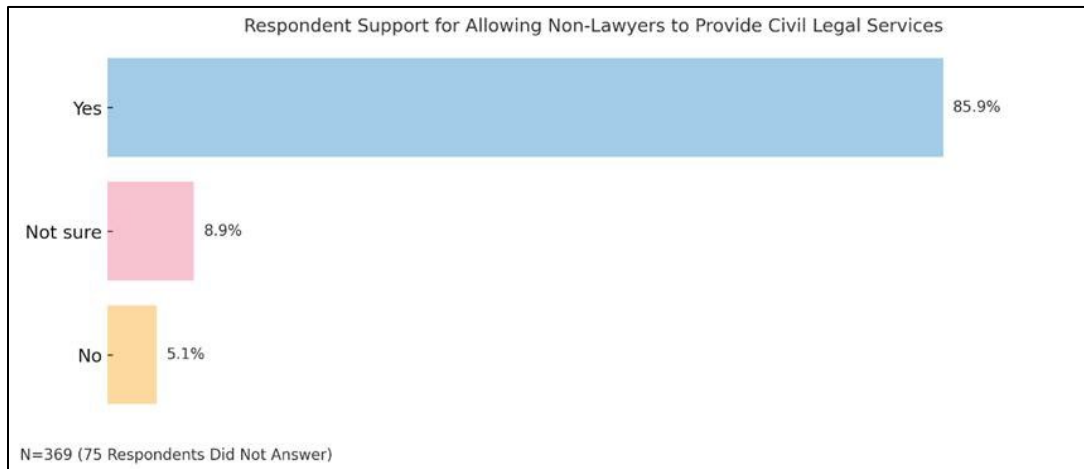 Respondent Support for Allowing Non-Lawyers to Provide Civil Legal Services
Yes
85.9%
Not sure
8.9%
No
5.1%
N=369 (75 Respondents Did Not Answer)